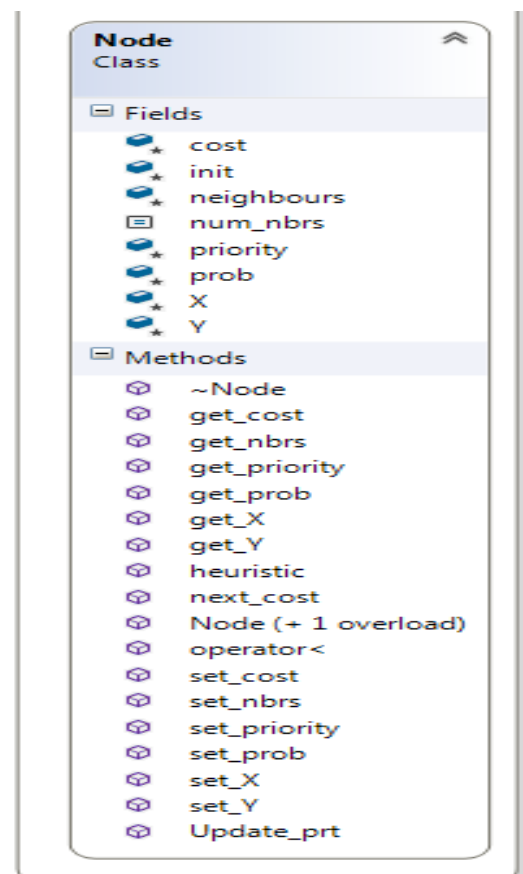 Node
Class
Fields
cost
init
neighbours
num_nbrs
priority
prob
X
Y
Methods
~Node
get_cost
get_nbrs
get_priority
get_prob
get_X
get_Y
heuristic
next_cost
Node (+ 1 overload)
operator<
set_cost
set_nbrs
set_priority
set_prob
set_X
set_Y
Update_prt